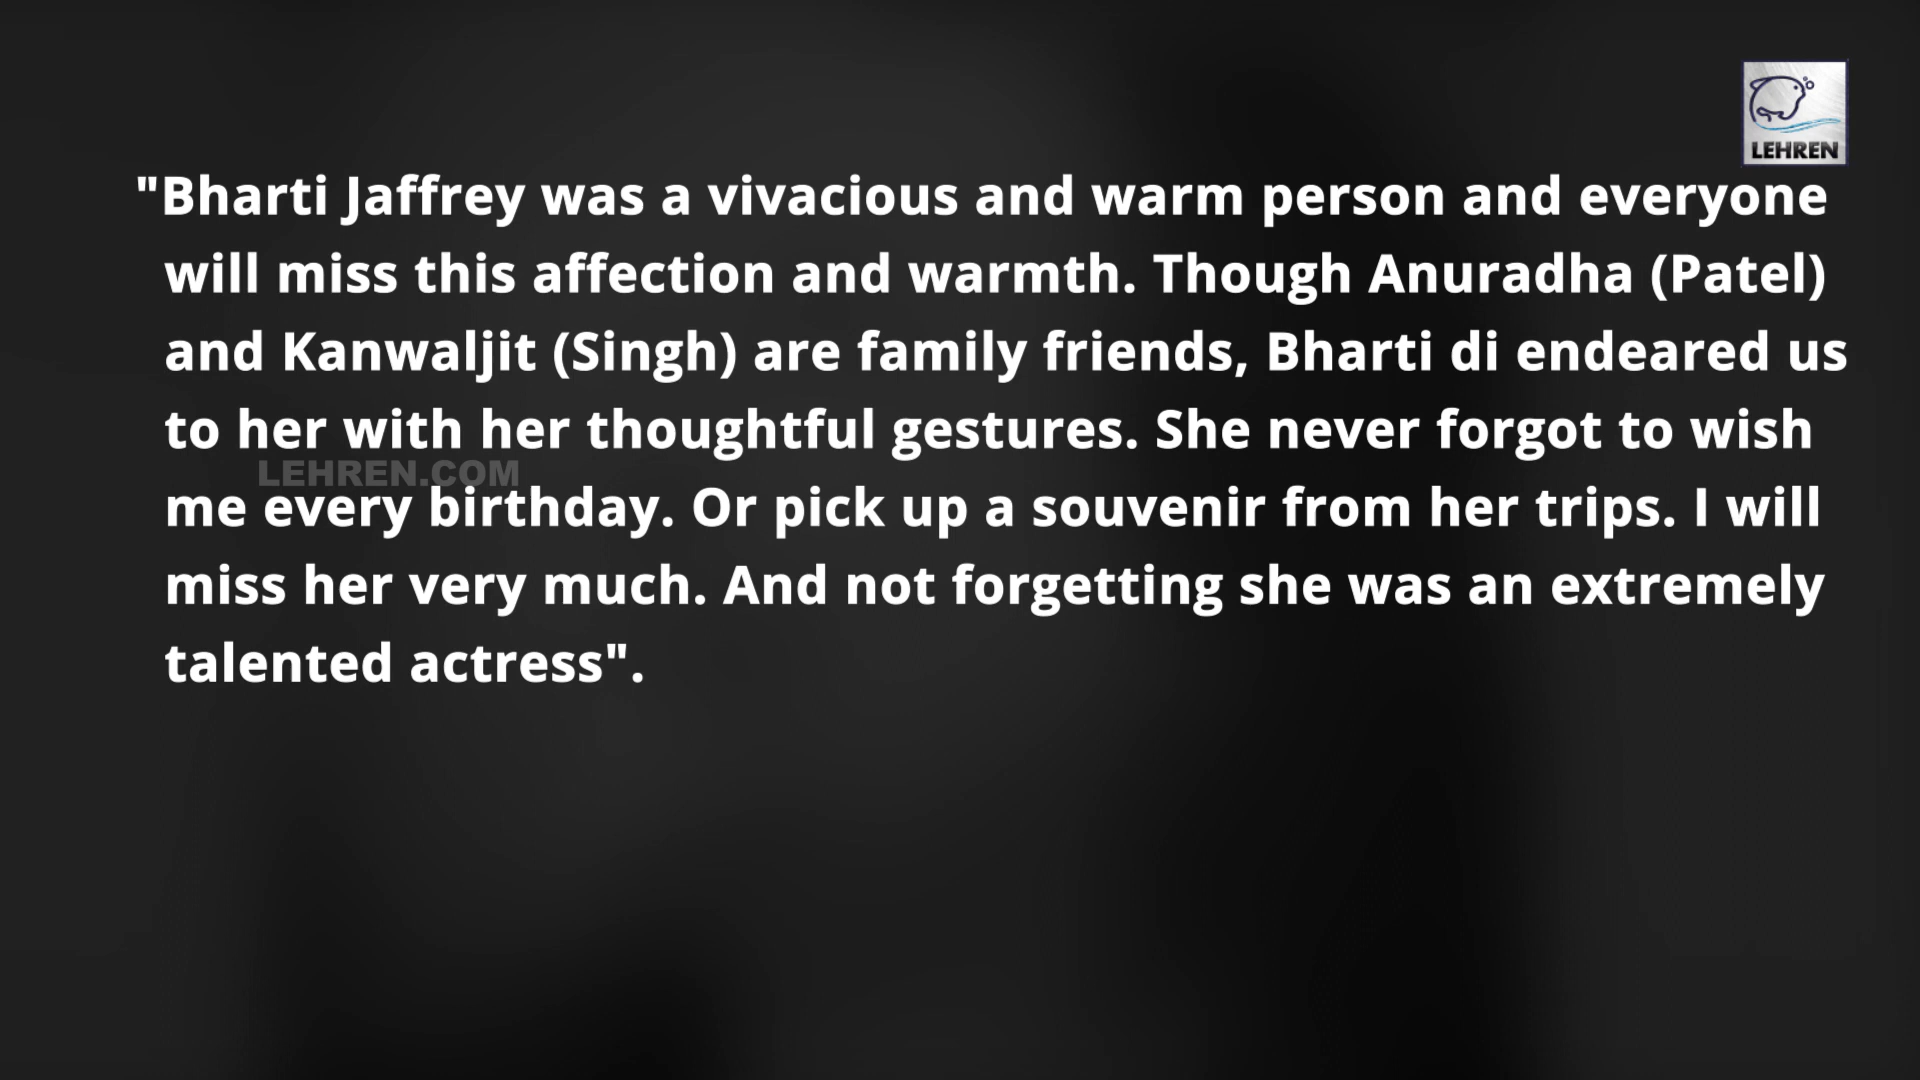 LEHREN
"Bharti Jaffrey was a vivacious and warm person and everyone
will miss this affection and warmth. Though Anuradha (Patel)
and Kanwaljit (Singh) are family friends, Bharti di endeared us
to her with her thoughtful gestures. She never forgot to wish
LEHREN.COM
me every birthday. Or pick up a souvenir from her trips. I will
miss her very much. And not forgetting she was an extremely
talented actress".